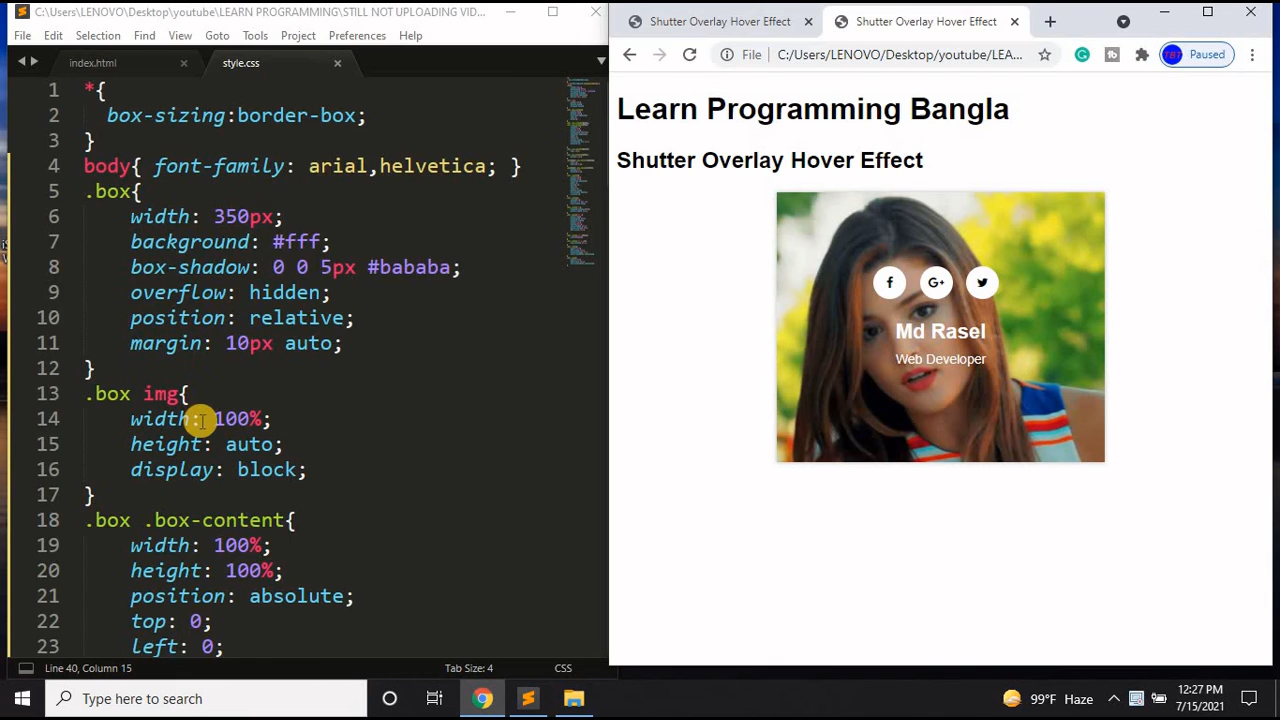 C:\Users\LENOVO\Desktop\youtube\LEARN PROGRAMMING\STILL NOT UPLOADING VID...
File Edit Selection Find View Goto Tools Project Preferences Help
index.html
style.css
1 *{
2 box-sizing:border-box;
3 }
4 body{ font-family: arial,helvetica; }
5 .box{
6 width: 350px;
7 background: #fff;
8 box-shadow: 0 0 5px #bababa;
9 overflow: hidden;
10 position: relative;
11 margin: 10px auto;
12 }
13 .box img{
14 width: 100%;
15 height: auto;
16 display: block;
17 }
18 .box .box-content{
19 width: 100%;
20 height: 100%;
21 position: absolute;
22 top: 0;
23 left: 0;
Line 40, Column 15
Tab Size: 4
CSS
Shutter Overlay Hover Effect
Shutter Overlay Hover Effect
File C:/Users/LENOVO/Desktop/youtube/LEA...
Paused
Learn Programming Bangla
Shutter Overlay Hover Effect
f G+
Md Rasel
Web Developer
Type here to search
99°F Haze
12:27 PM
7/15/2021